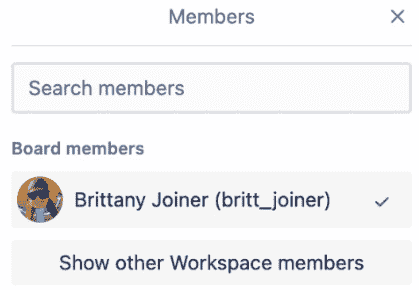 Members
Search members
Board members
Brittany Joiner (britt_joiner)
Show other Workspace members